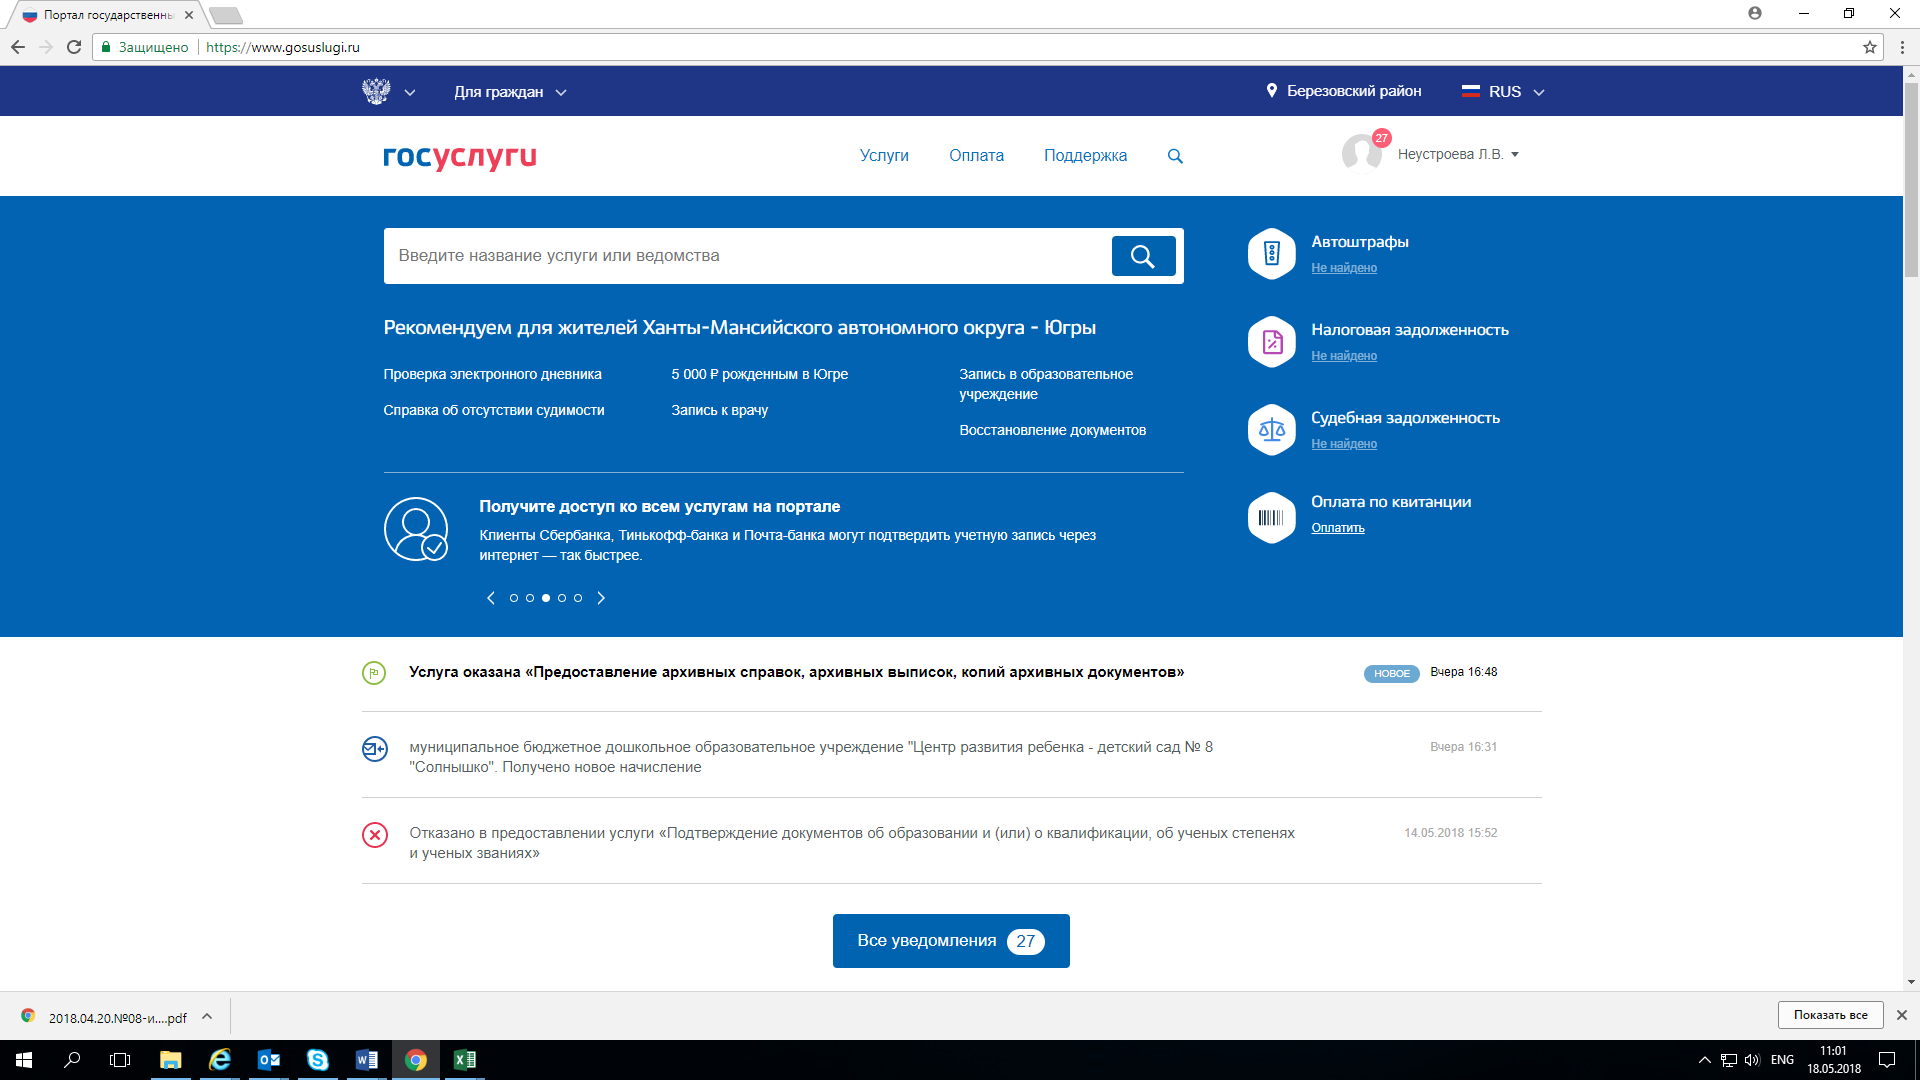 Портал государственны
Защищено
https://www.gosuslugi.ru
Для граждан
Березовский район
RUS
госуслуги
Услуги
Оплата
Поддержка
27
Неустроева Л.В.
Введите название услуги или ведомства
Рекомендуем для жителей Ханты-Мансийского автономного округа - Югры
Проверка электронного дневника
Справка об отсутствии судимости
5 000 ₽ рожденным в Югре
Запись к врачу
Запись в образовательное
учреждение
Восстановление документов
Получите доступ ко всем услугам на портале
Клиенты Сбербанка, Тинькофф-банка и Почта-банка могут подтвердить учетную запись через
интернет — так быстрее.
Автоштрафы
Не найдено
Налоговая задолженность
Не найдено
Судебная задолженность
Не найдено
Оплата по квитанции
Оплатить
Услуга оказана «Предоставление архивных справок, архивных выписок, копий архивных документов»
НОВОЕ
Вчера 16:48
муниципальное бюджетное дошкольное образовательное учреждение "Центр развития ребенка - детский сад № 8
"Солнышко". Получено новое начисление
Вчера 16:31
Отказано в предоставлении услуги «Подтверждение документов об образовании и (или) о квалификации, об ученых степенях
и ученых званиях»
14.05.2018 15:52
Все уведомления 27
2018.04.20.№08-и....pdf
Показать все
ENG
11:01
18.05.2018